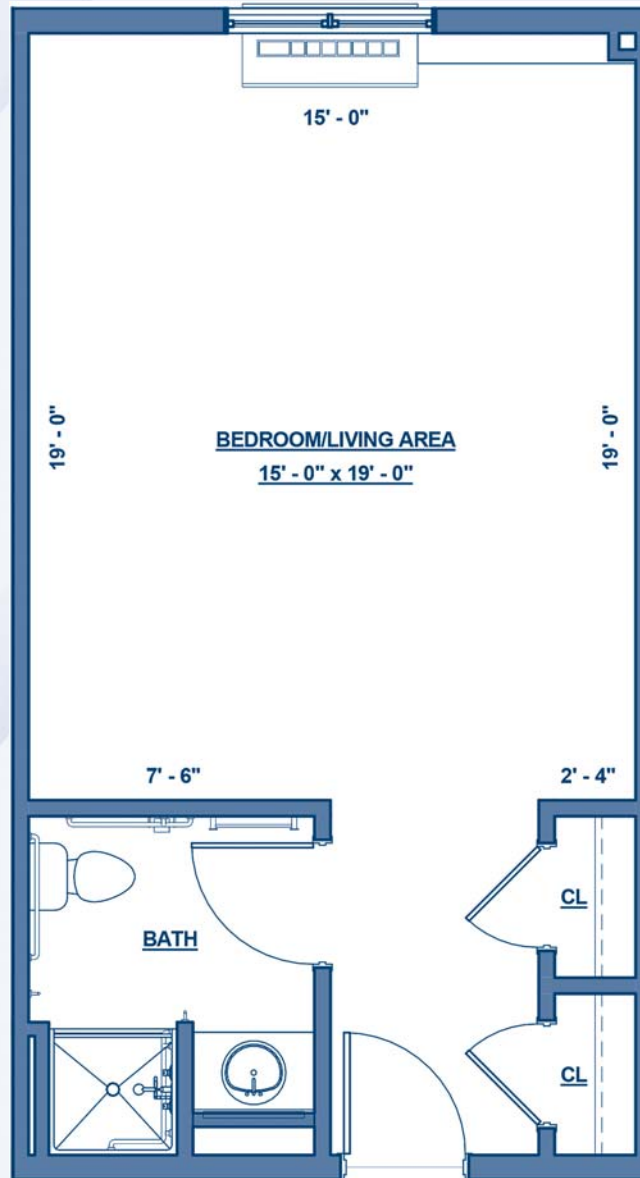 15' - 0"
19' - 0"
BEDROOM/LIVING AREA
15' - 0" x 19' - 0"
19' - 0"
7' - 6"
2' - 4"
CL
BATH
CL